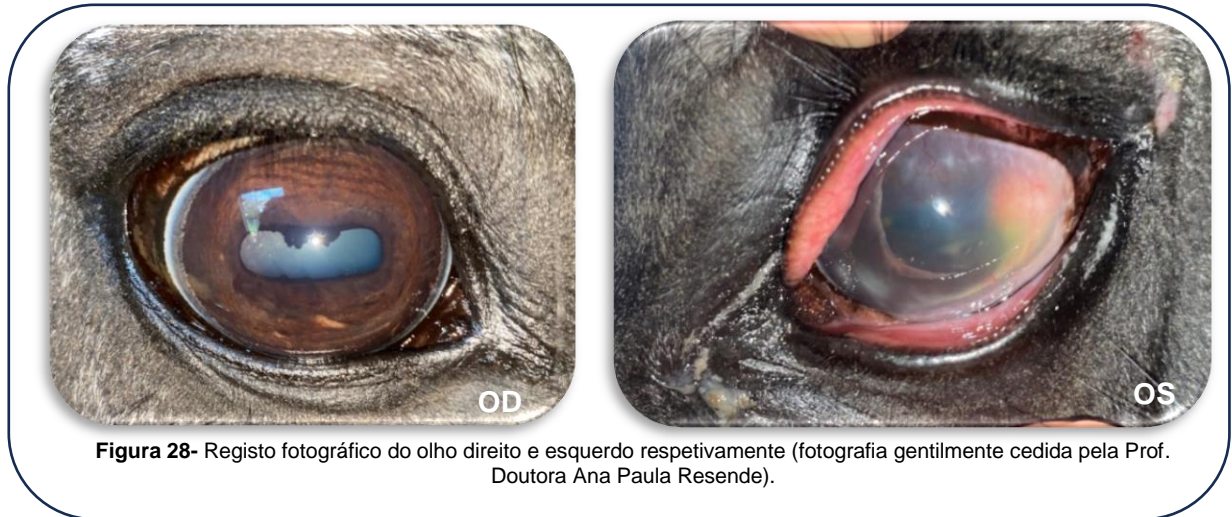 OD
OS
Figura 28- Registo fotográfico do olho direito e esquerdo respetivamente (fotografia gentilmente cedida pela Prof.
Doutora Ana Paula Resende).